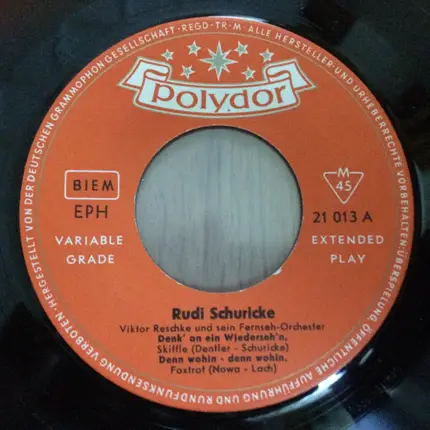 HERGESTELLT VON DER DEUTSCHEN GRAMMOPHON GESELLSCHAFT · REGD·TR·M· ALLE HERSTELLER- UND URHEBERRECHTE VORBEHALTEN · ÜBERSPIELUNG, ÖFFENTLICHE AUFFÜHRUNG UND RUNDFUNKSENDUNG VERBOTEN ·
Polydor
BIEM
EPH
M
45
21 013 A
VARIABLE
GRADE
EXTENDED
PLAY
Rudi Schuricke
Viktor Reschke und sein Fernseh-Orchester
Denk' an ein Wiederseh'n,
Skiffle (Dentler - Schuricke)
Denn wohin - denn wohin,
Foxtrot (Nowa - Lach)